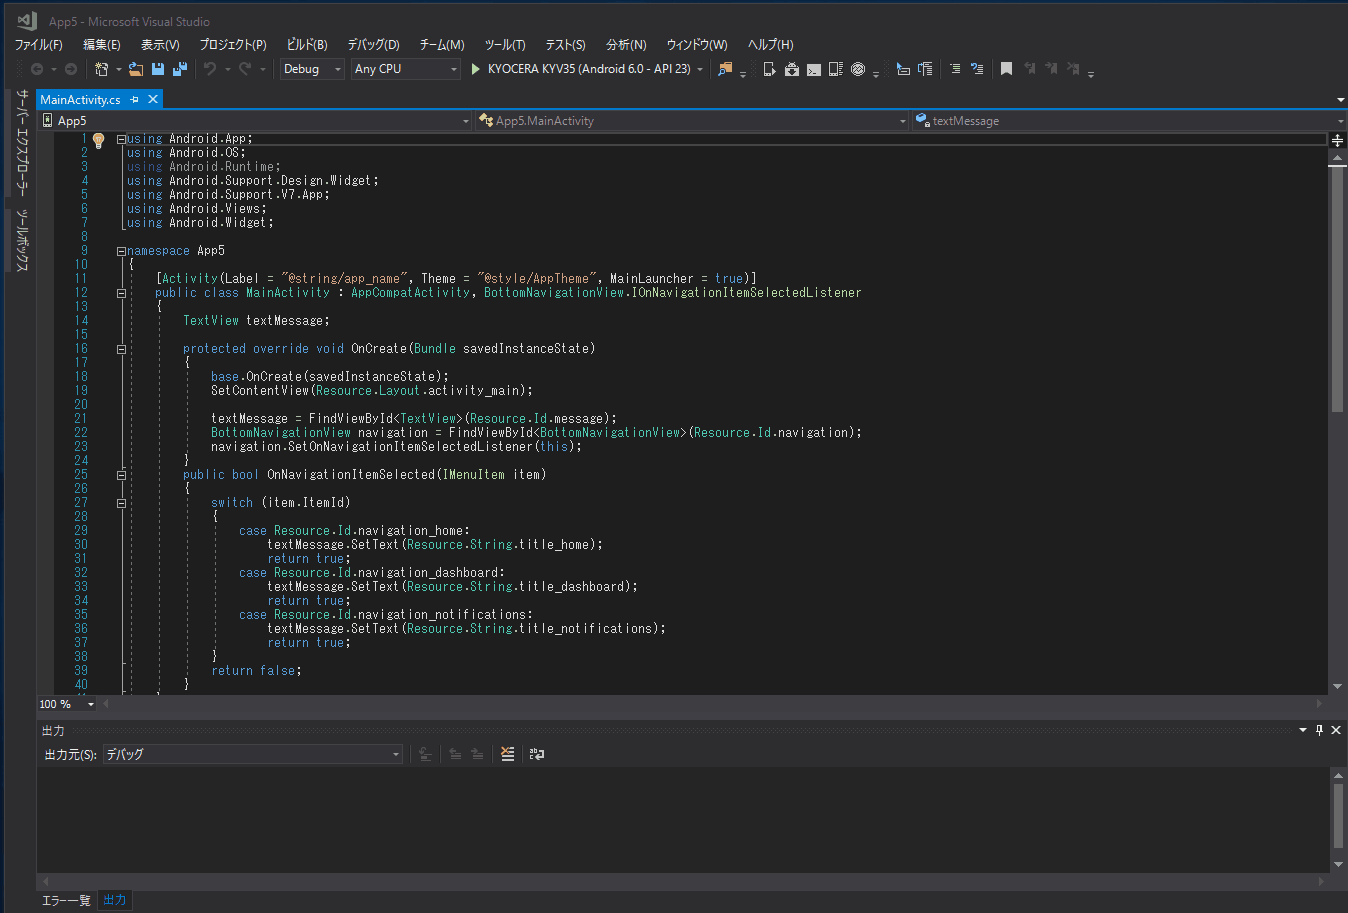 App5 - Microsoft Visual Studio
ファイル(F) 編集(E) 表示(V) プロジェクト(P) ビルド(B) デバッグ(D) チーム(M) ツール(T) テスト(S) 分析(N) ウィンドウ(W) ヘルプ(H)
Debug Any CPU KYOCERA KYV35 (Android 6.0 - API 23)
サーバー エクスプローラー
ツールボックス
MainActivity.cs
App5 App5.MainActivity textMessage
1 using Android.App;
2 using Android.OS;
3 using Android.Runtime;
4 using Android.Support.Design.Widget;
5 using Android.Support.V7.App;
6 using Android.Views;
7 using Android.Widget;
8
9 namespace App5
10 {
11 [Activity(Label = "@string/app_name", Theme = "@style/AppTheme", MainLauncher = true)]
12 public class MainActivity : AppCompatActivity, BottomNavigationView.IOnNavigationItemSelectedListener
13 {
14 TextView textMessage;
15
16 protected override void OnCreate(Bundle savedInstanceState)
17 {
18 base.OnCreate(savedInstanceState);
19 SetContentView(Resource.Layout.activity_main);
20
21 textMessage = FindViewById<TextView>(Resource.Id.message);
22 BottomNavigationView navigation = FindViewById<BottomNavigationView>(Resource.Id.navigation);
23 navigation.SetOnNavigationItemSelectedListener(this);
24 }
25 public bool OnNavigationItemSelected(IMenuItem item)
26 {
27 switch (item.ItemId)
28 {
29 case Resource.Id.navigation_home:
30 textMessage.SetText(Resource.String.title_home);
31 return true;
32 case Resource.Id.navigation_dashboard:
33 textMessage.SetText(Resource.String.title_dashboard);
34 return true;
35 case Resource.Id.navigation_notifications:
36 textMessage.SetText(Resource.String.title_notifications);
37 return true;
38 }
39 return false;
40 }
100 %
出力
出力元(S): デバッグ
エラー一覧 出力